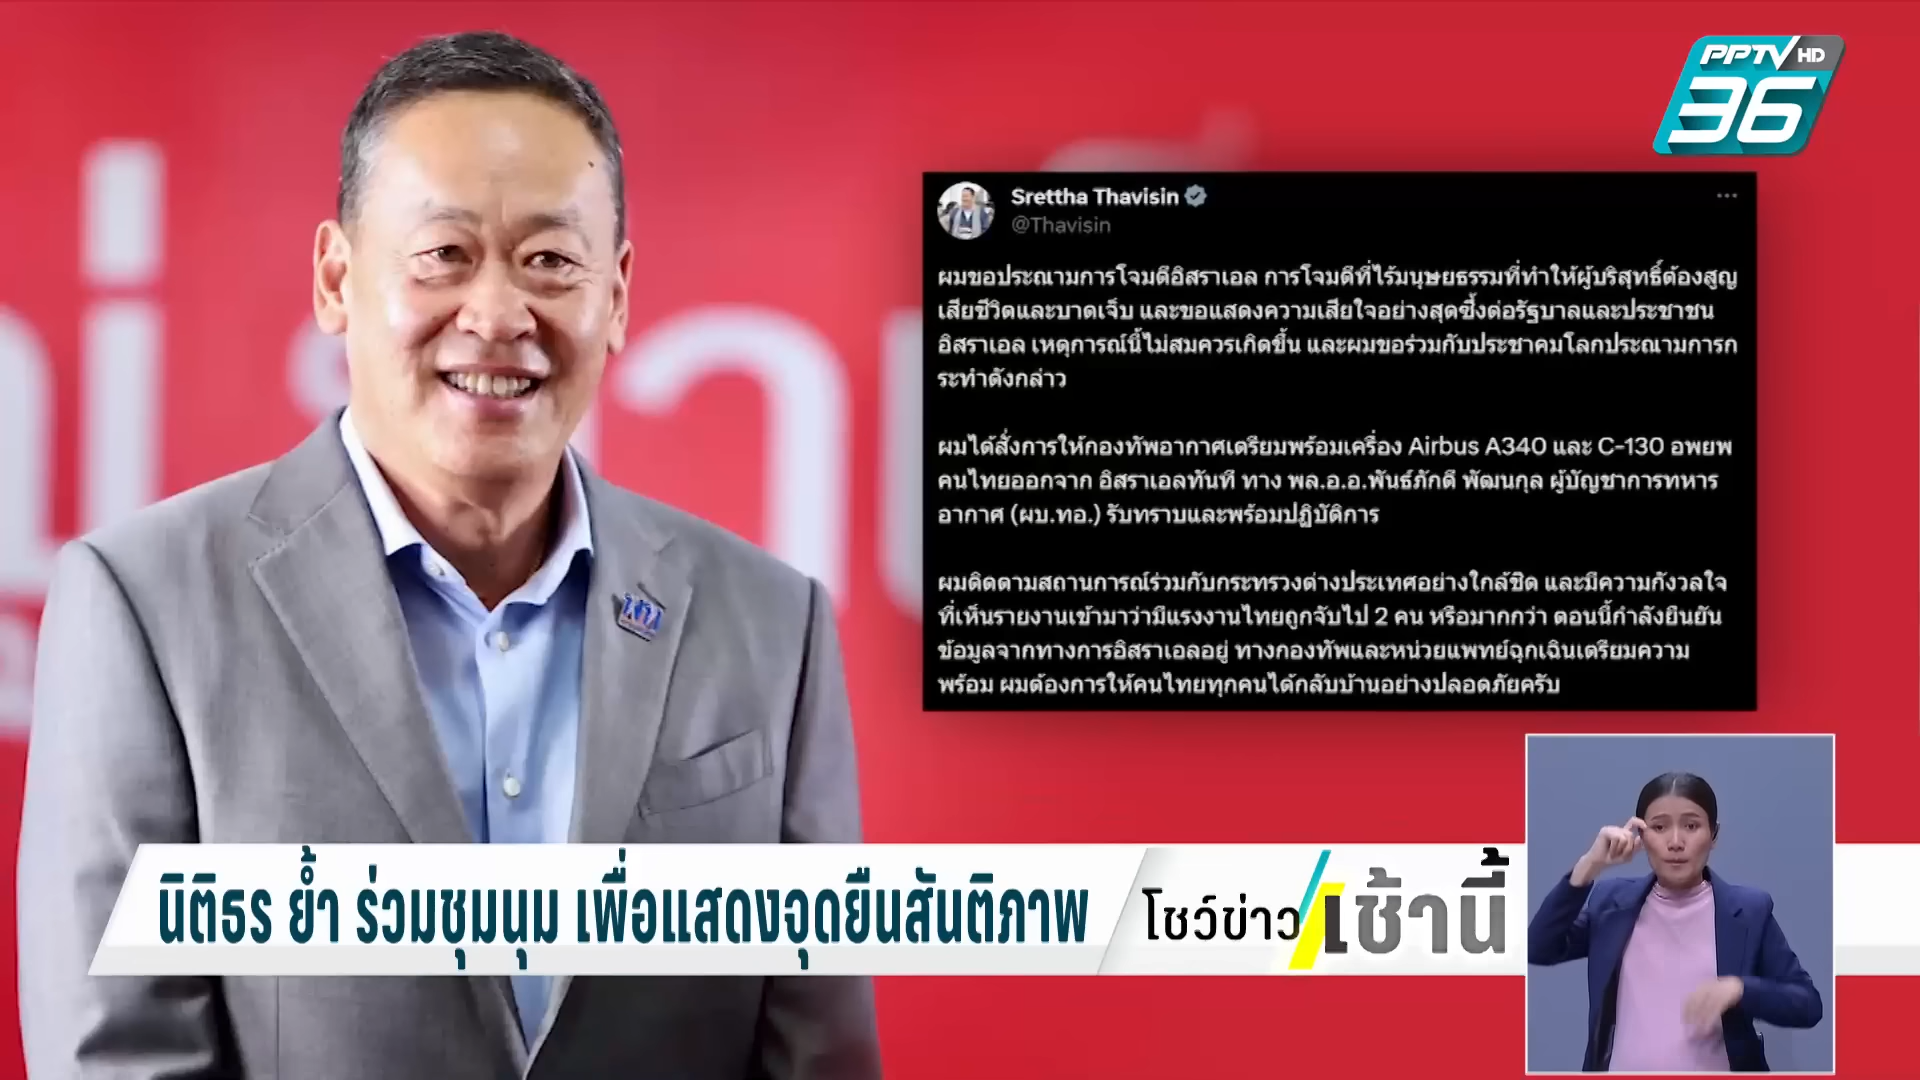 PPTV HD
36
Srettha Thavisin
@Thavisin
ผมขอประณามการโจมตีอิสราเอล การโจมตีที่ไร้มนุษยธรรมที่ทำให้ผู้บริสุทธิ์ต้องสูญ
เสียชีวิตและบาดเจ็บ และขอแสดงความเสียใจอย่างสุดซึ้งต่อรัฐบาลและประชาชน
อิสราเอล เหตุการณ์นี้ไม่สมควรเกิดขึ้น และผมขอร่วมกับประชาคมโลกประณามการก
ระทำดังกล่าว
ผมได้สั่งการให้กองทัพอากาศเตรียมพร้อมเครื่อง Airbus A340 และ C-130 อพยพ
คนไทยออกจาก อิสราเอลทันที ทาง พล.อ.อ.พันธ์ภักดี พัฒนกุล ผู้บัญชาการทหาร
อากาศ (ผบ.ทอ.) รับทราบและพร้อมปฏิบัติการ
ผมติดตามสถานการณ์ร่วมกับกระทรวงต่างประเทศอย่างใกล้ชิด และมีความกังวลใจ
ที่เห็นรายงานเข้ามาว่ามีแรงงานไทยถูกจับไป 2 คน หรือมากกว่า ตอนนี้กำลังยืนยัน
ข้อมูลจากทางการอิสราเอลอยู่ ทางกองทัพและหน่วยแพทย์ฉุกเฉินเตรียมความ
พร้อม ผมต้องการให้คนไทยทุกคนได้กลับบ้านอย่างปลอดภัยครับ
นิติธร ย้ำ ร่วมชุมนุม เพื่อแสดงจุดยืนสันติภาพ
โชว์ข่าว เช้านี้